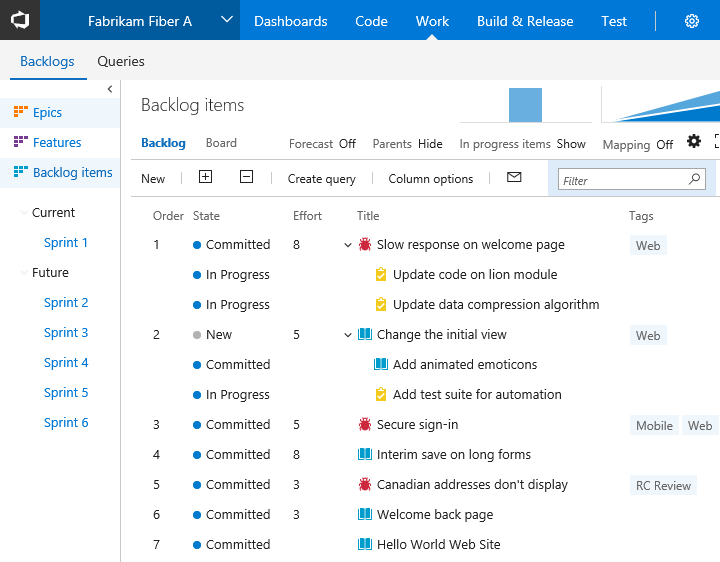 Fabrikam Fiber A Dashboards Code Work Build & Release Test
Backlogs Queries
Epics
Features
Backlog items
Current
Sprint 1
Future
Sprint 2
Sprint 3
Sprint 4
Sprint 5
Sprint 6
Backlog items
Backlog Board Forecast Off Parents Hide In progress items Show Mapping Off
New Create query Column options Filter
Order State Effort Title Tags
1 Committed 8 Slow response on welcome page Web
In Progress Update code on lion module
In Progress Update data compression algorithm
2 New 5 Change the initial view Web
Committed Add animated emoticons
In Progress Add test suite for automation
3 Committed 5 Secure sign-in Mobile Web
4 Committed 8 Interim save on long forms
5 Committed 3 Canadian addresses don't display RC Review
6 Committed 3 Welcome back page
7 Committed Hello World Web Site